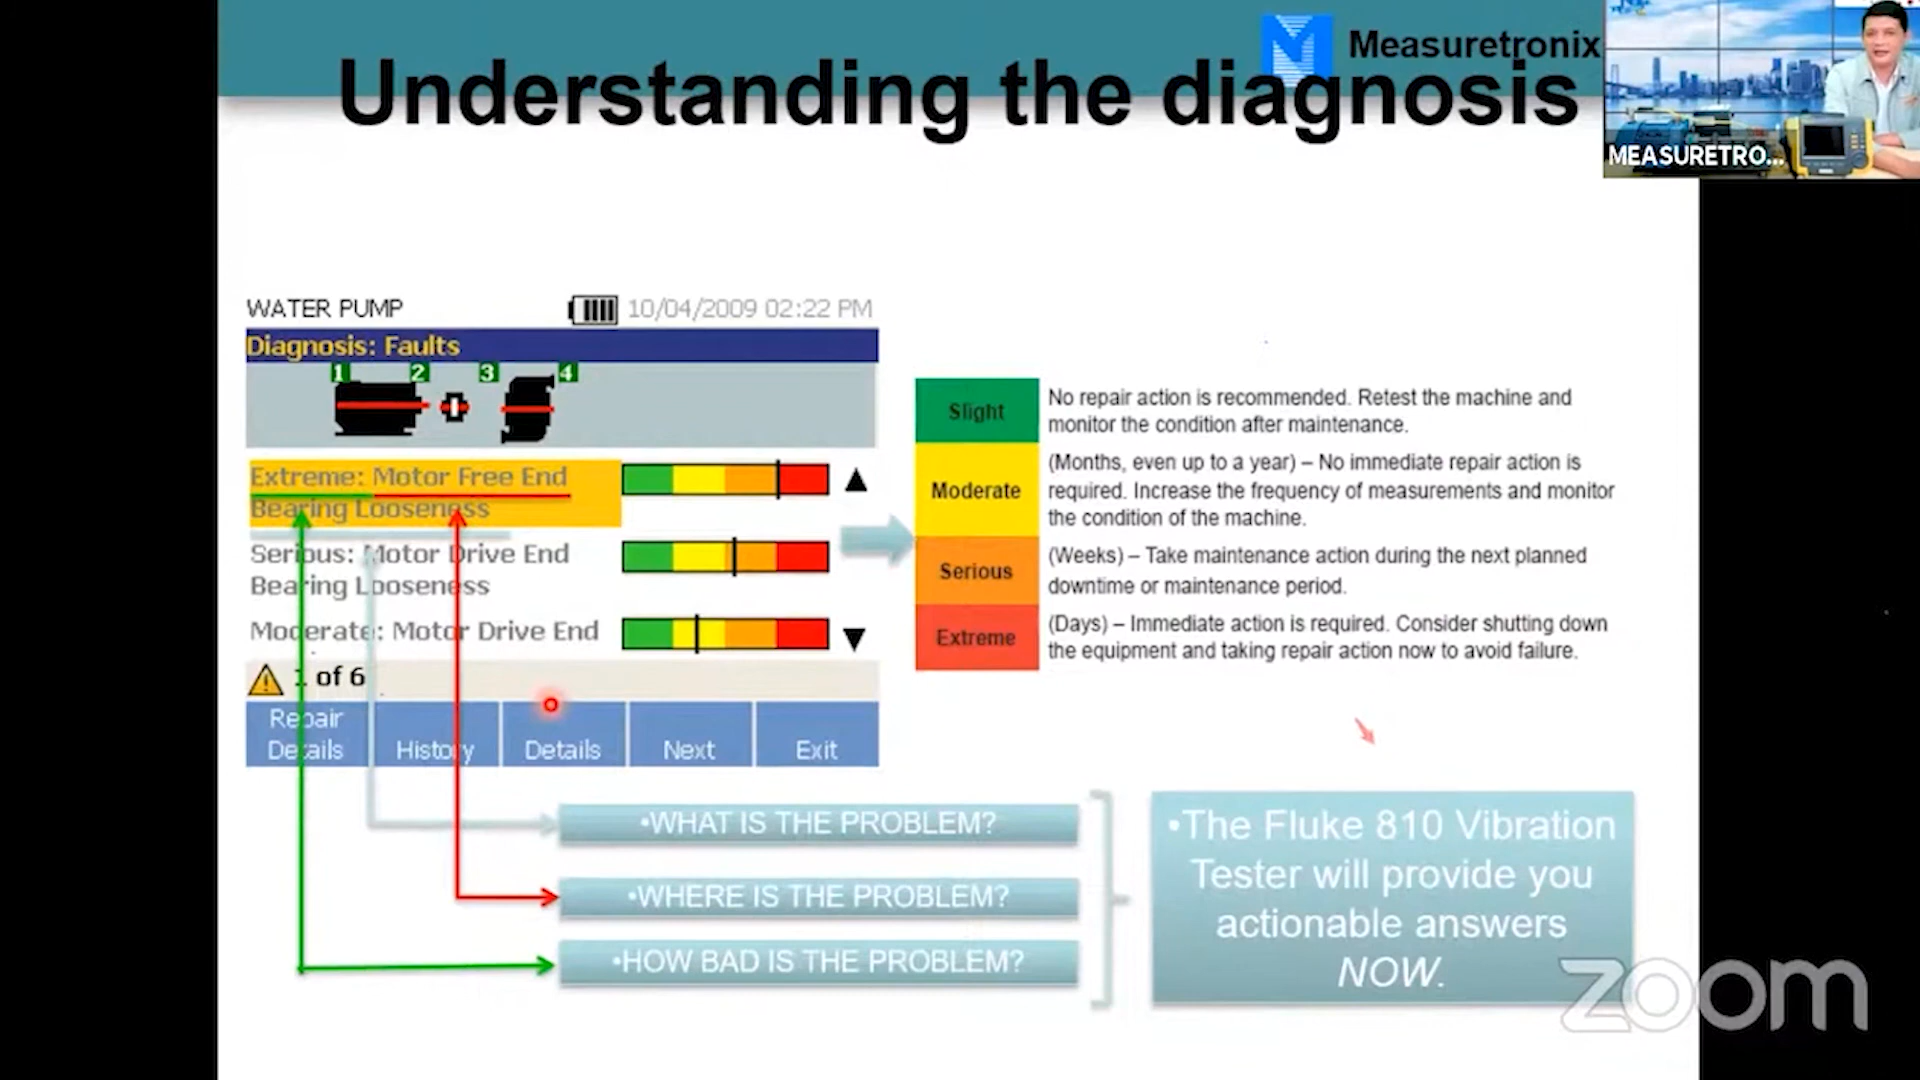 Measuretronix
Understanding the diagnosis
MEASURETRO...
WATER PUMP
10/04/2009 02:22 PM
Diagnosis: Faults
1 2 3 4
Extreme: Motor Free End
Bearing Looseness
Serious: Motor Drive End
Bearing Looseness
Moderate: Motor Drive End
1 of 6
Repair
Details
History
Details
Next
Exit
Slight
No repair action is recommended. Retest the machine and
monitor the condition after maintenance.
Moderate
(Months, even up to a year) – No immediate repair action is
required. Increase the frequency of measurements and monitor
the condition of the machine.
Serious
(Weeks) – Take maintenance action during the next planned
downtime or maintenance period.
Extreme
(Days) – Immediate action is required. Consider shutting down
the equipment and taking repair action now to avoid failure.
•WHAT IS THE PROBLEM?
•WHERE IS THE PROBLEM?
•HOW BAD IS THE PROBLEM?
•The Fluke 810 Vibration
Tester will provide you
actionable answers
NOW.
zoom